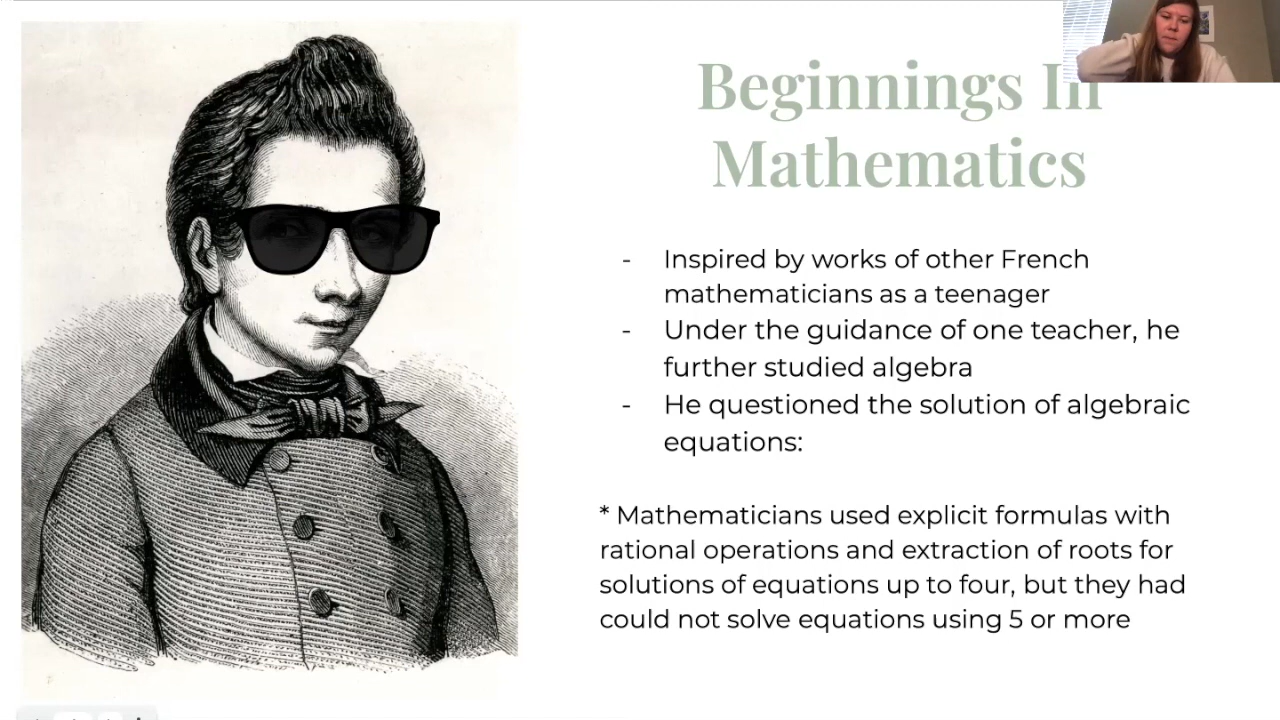 Beginnings In
Mathematics
- Inspired by works of other French
mathematicians as a teenager
- Under the guidance of one teacher, he
further studied algebra
- He questioned the solution of algebraic
equations:
* Mathematicians used explicit formulas with
rational operations and extraction of roots for
solutions of equations up to four, but they had
could not solve equations using 5 or more